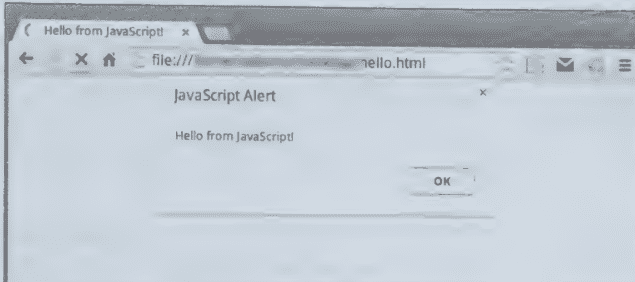 Hello from JavaScript!
file:/// hello.html
JavaScript Alert
Hello from JavaScript!
OK